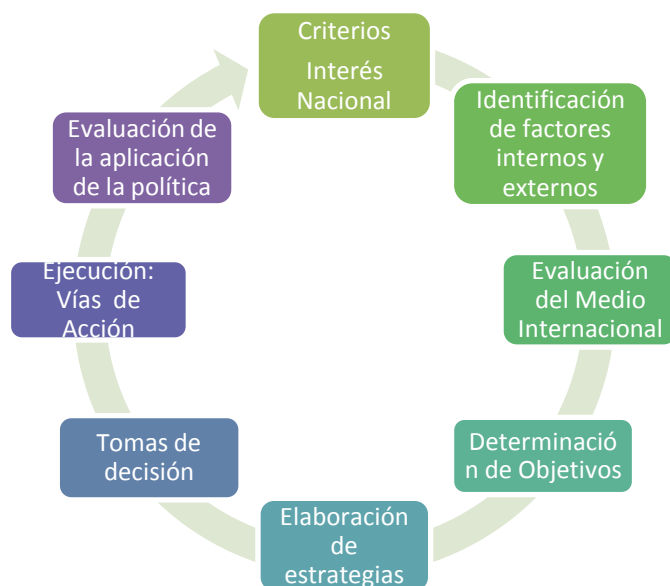 Criterios
Interés
Nacional
Identificación
de factores
internos y
externos
Evaluación
del Medio
Internacional
Determinació
n de Objetivos
Elaboración
de
estrategias
Tomas de
decisión
Ejecución:
Vías de
Acción
Evaluación de
la aplicación
de la política